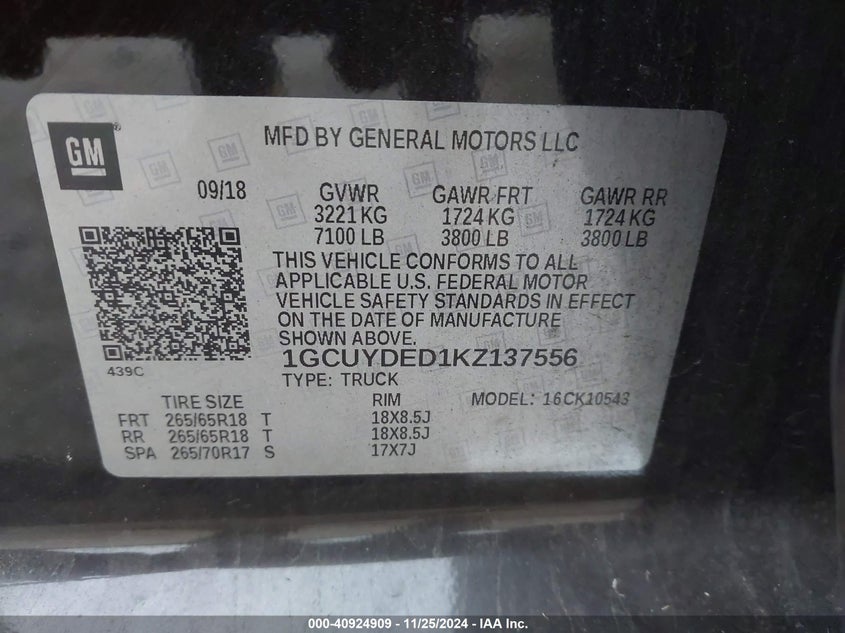 GM
MFD BY GENERAL MOTORS LLC
09/18 GVWR GAWR FRT GAWR RR
3221 KG 1724 KG 1724 KG
7100 LB 3800 LB 3800 LB
THIS VEHICLE CONFORMS TO ALL
APPLICABLE U.S. FEDERAL MOTOR
VEHICLE SAFETY STANDARDS IN EFFECT
ON THE DATE OF MANUFACTURE
SHOWN ABOVE.
439C
1GCUYDED1KZ137556
TYPE: TRUCK
TIRE SIZE RIM MODEL: 16CK10543
FRT 265/65R18 T 18X8.5J
RR 265/65R18 T 18X8.5J
SPA 265/70R17 S 17X7J
000-40924909 - 11/25/2024 - IAA Inc.